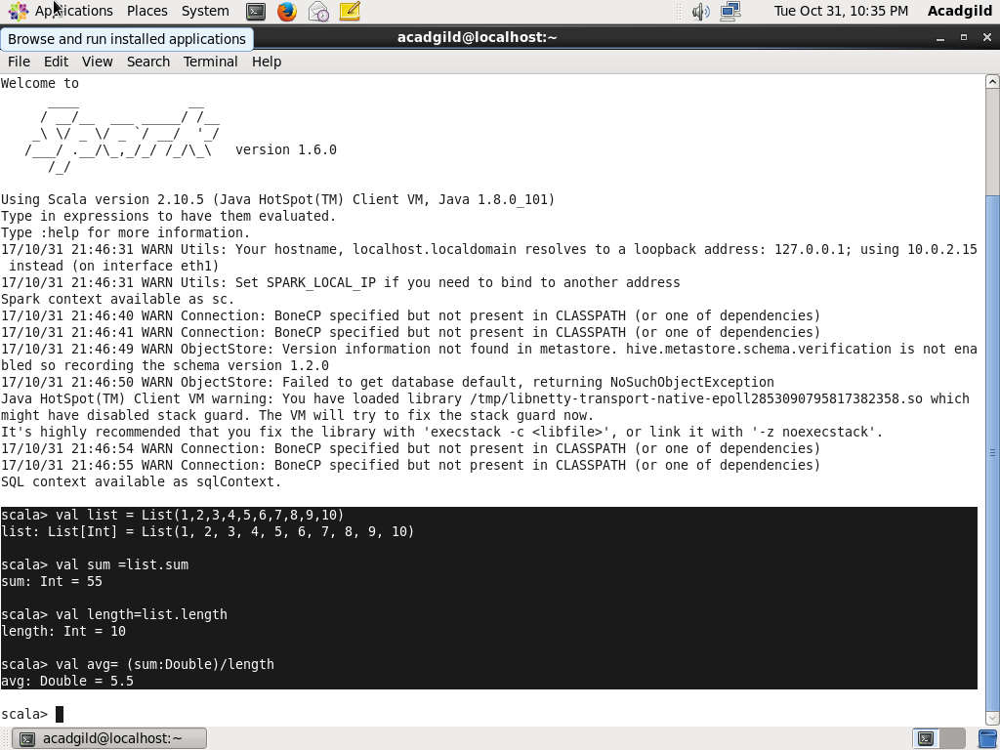 Applications Places System Tue Oct 31, 10:35 PM Acadgild
Browse and run installed applications
acadgild@localhost:~
File Edit View Search Terminal Help
Welcome to
      ____              __
     / __/__  ___ _____/ /__
    _\ \/ _ \/ _ `/ __/  '_/
   /___/ .__/\_,_/_/ /_/\_\   version 1.6.0
      /_/
Using Scala version 2.10.5 (Java HotSpot(TM) Client VM, Java 1.8.0_101)
Type in expressions to have them evaluated.
Type :help for more information.
17/10/31 21:46:31 WARN Utils: Your hostname, localhost.localdomain resolves to a loopback address: 127.0.0.1; using 10.0.2.15
 instead (on interface eth1)
17/10/31 21:46:31 WARN Utils: Set SPARK_LOCAL_IP if you need to bind to another address
Spark context available as sc.
17/10/31 21:46:40 WARN Connection: BoneCP specified but not present in CLASSPATH (or one of dependencies)
17/10/31 21:46:41 WARN Connection: BoneCP specified but not present in CLASSPATH (or one of dependencies)
17/10/31 21:46:49 WARN ObjectStore: Version information not found in metastore. hive.metastore.schema.verification is not ena
bled so recording the schema version 1.2.0
17/10/31 21:46:50 WARN ObjectStore: Failed to get database default, returning NoSuchObjectException
Java HotSpot(TM) Client VM warning: You have loaded library /tmp/libnetty-transport-native-epoll2853090795817382358.so which
might have disabled stack guard. The VM will try to fix the stack guard now.
It's highly recommended that you fix the library with 'execstack -c <libfile>', or link it with '-z noexecstack'.
17/10/31 21:46:54 WARN Connection: BoneCP specified but not present in CLASSPATH (or one of dependencies)
17/10/31 21:46:55 WARN Connection: BoneCP specified but not present in CLASSPATH (or one of dependencies)
SQL context available as sqlContext.
scala> val list = List(1,2,3,4,5,6,7,8,9,10)
list: List[Int] = List(1, 2, 3, 4, 5, 6, 7, 8, 9, 10)
scala> val sum =list.sum
sum: Int = 55
scala> val length=list.length
length: Int = 10
scala> val avg= (sum:Double)/length
avg: Double = 5.5
scala>
acadgild@localhost:~